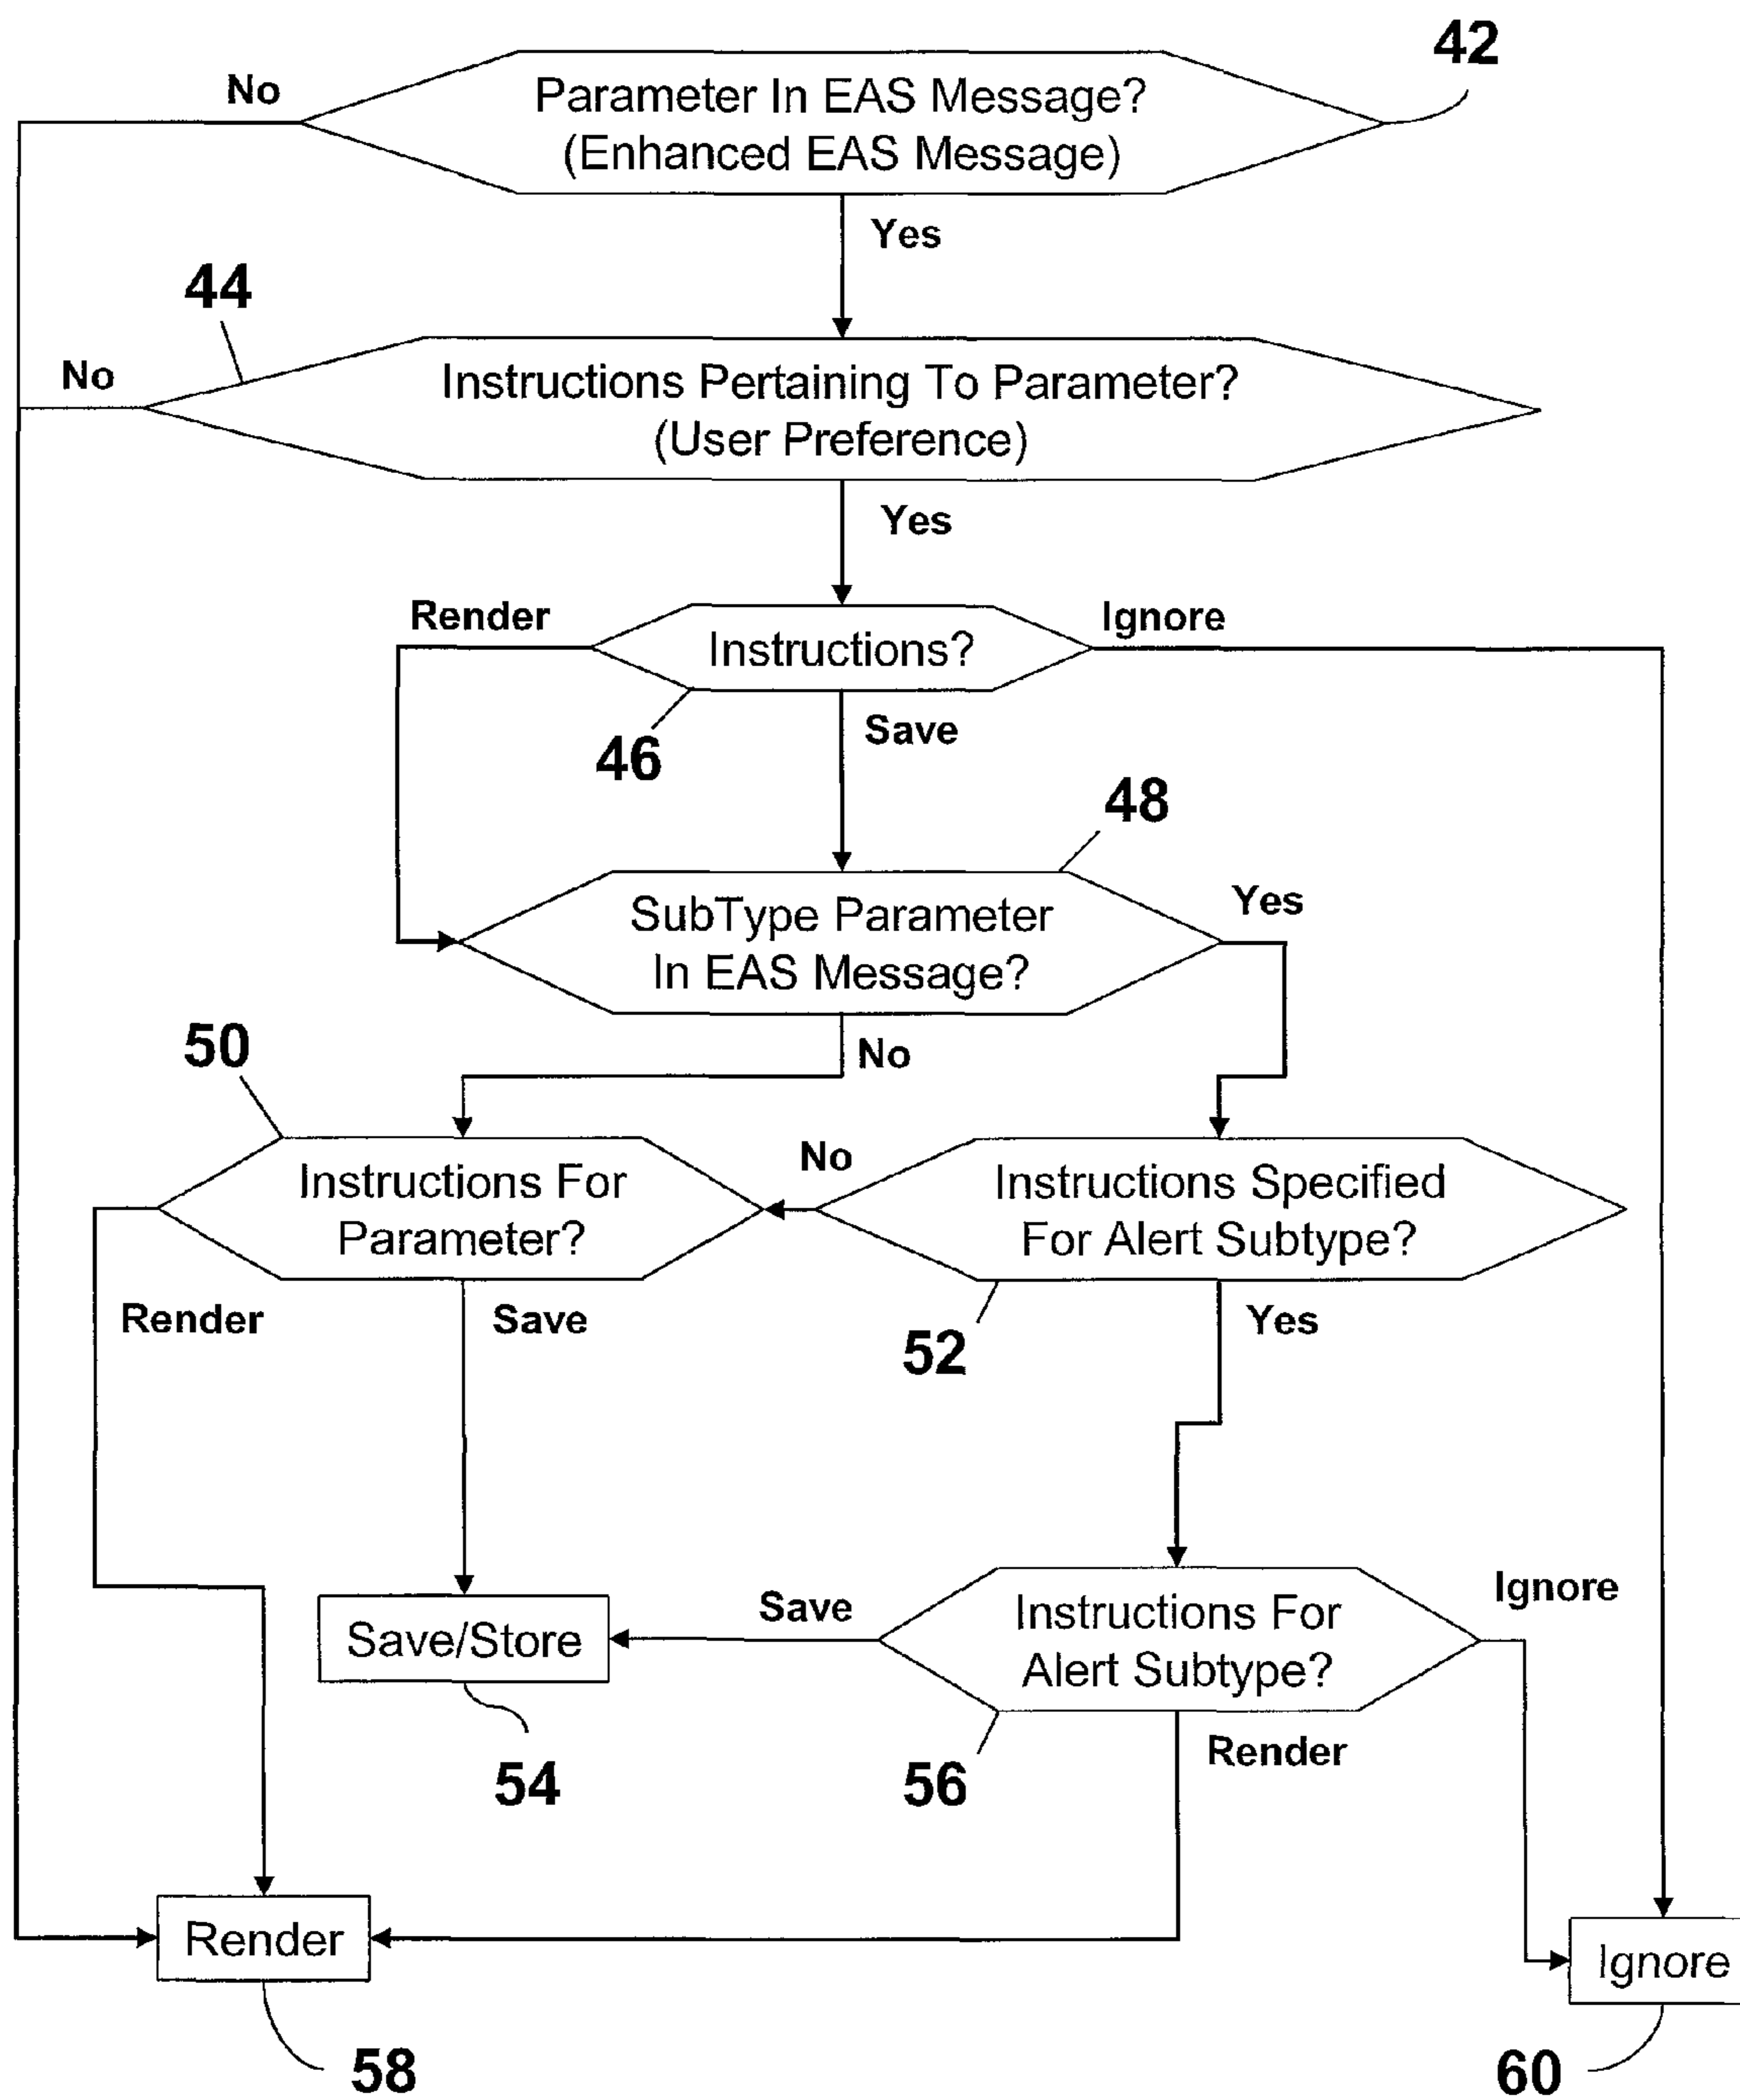 42
No
Parameter In EAS Message?
(Enhanced EAS Message)
Yes
44
No
Instructions Pertaining To Parameter?
(User Preference)
Yes
Render
Ignore
Instructions?
46
Save
48
SubType Parameter
In EAS Message?
Yes
No
50
Instructions For
Parameter?
No
Instructions Specified
For Alert Subtype?
Render
Save
52
Yes
Save/Store
54
Save
Instructions For
Alert Subtype?
Ignore
56
Render
Render
58
Ignore
60